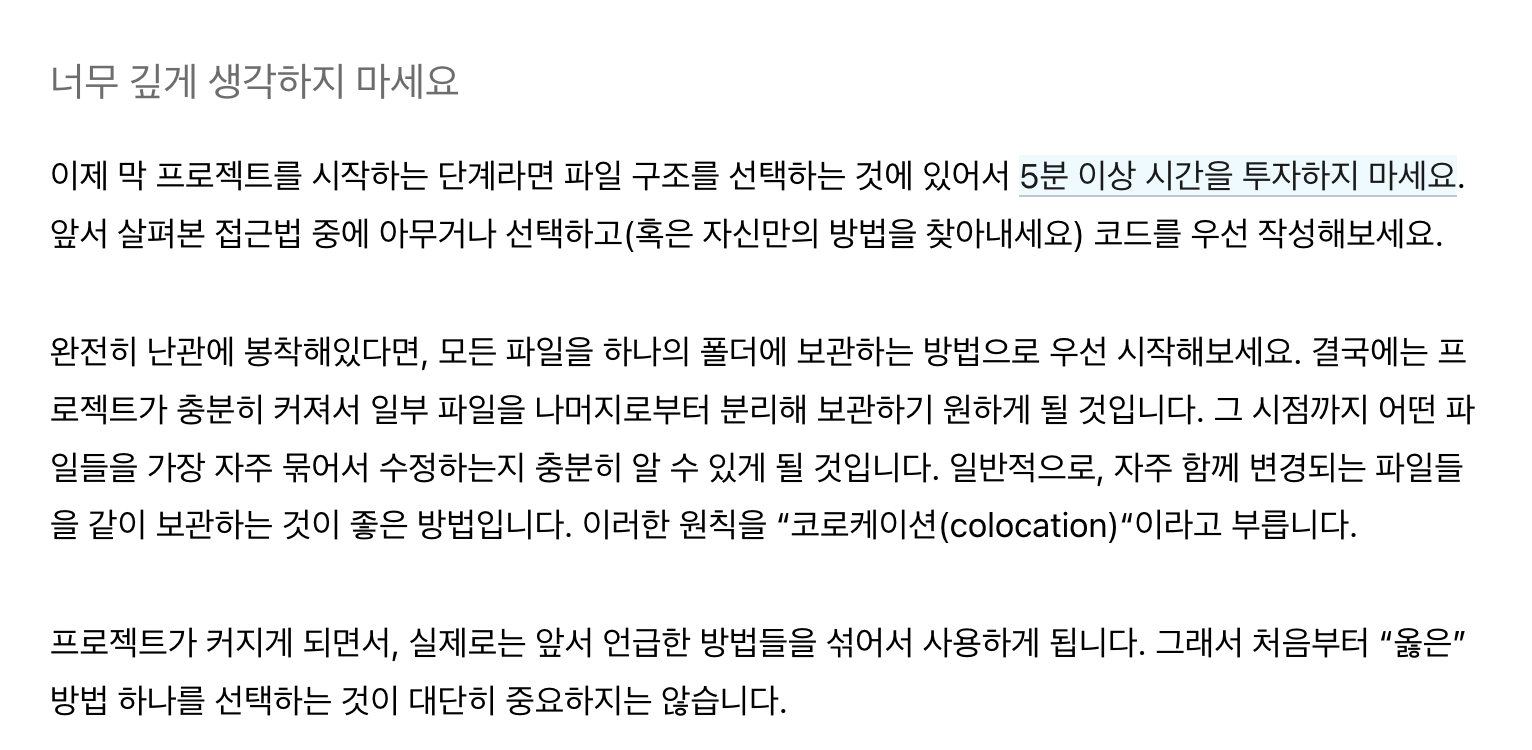 너무 깊게 생각하지 마세요
이제 막 프로젝트를 시작하는 단계라면 파일 구조를 선택하는 것에 있어서 5분 이상 시간을 투자하지 마세요.
앞서 살펴본 접근법 중에 아무거나 선택하고(혹은 자신만의 방법을 찾아내세요) 코드를 우선 작성해보세요.
완전히 난관에 봉착해있다면, 모든 파일을 하나의 폴더에 보관하는 방법으로 우선 시작해보세요. 결국에는 프
로젝트가 충분히 커져서 일부 파일을 나머지로부터 분리해 보관하기 원하게 될 것입니다. 그 시점까지 어떤 파
일들을 가장 자주 묶어서 수정하는지 충분히 알 수 있게 될 것입니다. 일반적으로, 자주 함께 변경되는 파일들
을 같이 보관하는 것이 좋은 방법입니다. 이러한 원칙을 “코로케이션(colocation)“이라고 부릅니다.
프로젝트가 커지게 되면서, 실제로는 앞서 언급한 방법들을 섞어서 사용하게 됩니다. 그래서 처음부터 “옳은”
방법 하나를 선택하는 것이 대단히 중요하지는 않습니다.